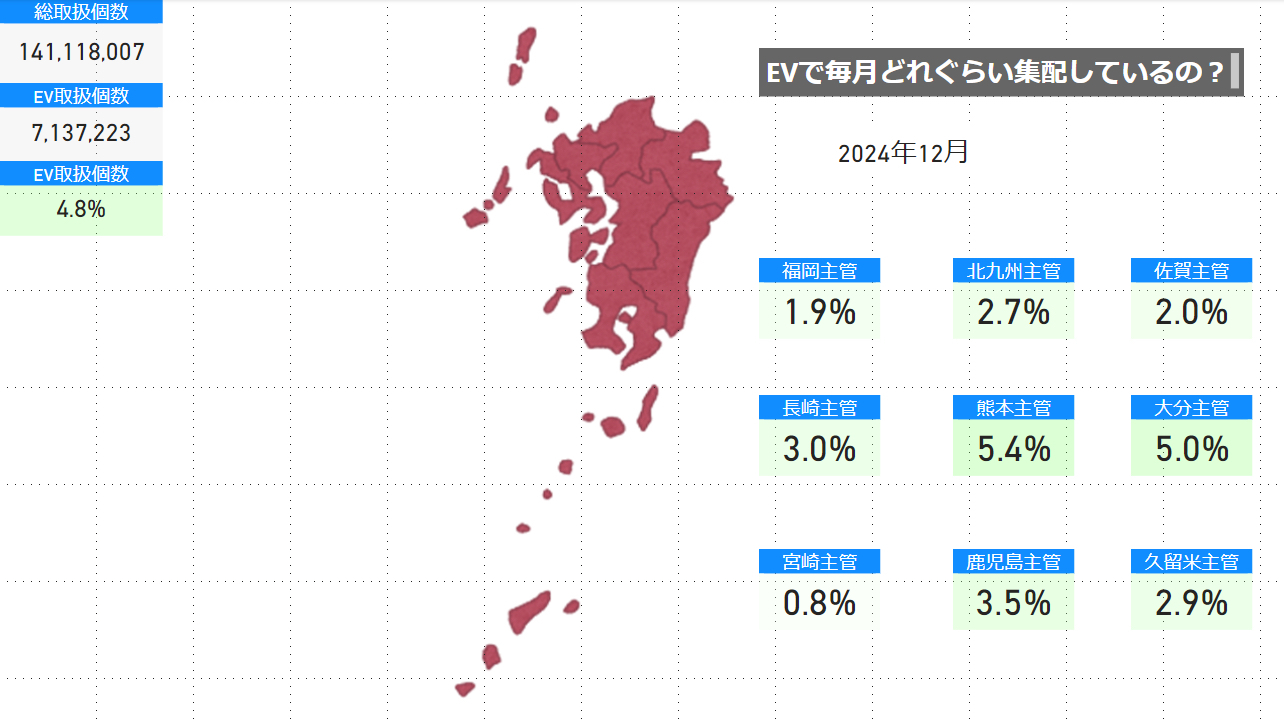 総取扱個数
141,118,007
EV取扱個数
7,137,223
EV取扱個数
4.8%
EVで毎月どれぐらい集配しているの？
2024年12月
福岡主管 北九州主管 佐賀主管
1.9% 2.7% 2.0%
長崎主管 熊本主管 大分主管
3.0% 5.4% 5.0%
宮崎主管 鹿児島主管 久留米主管
0.8% 3.5% 2.9%